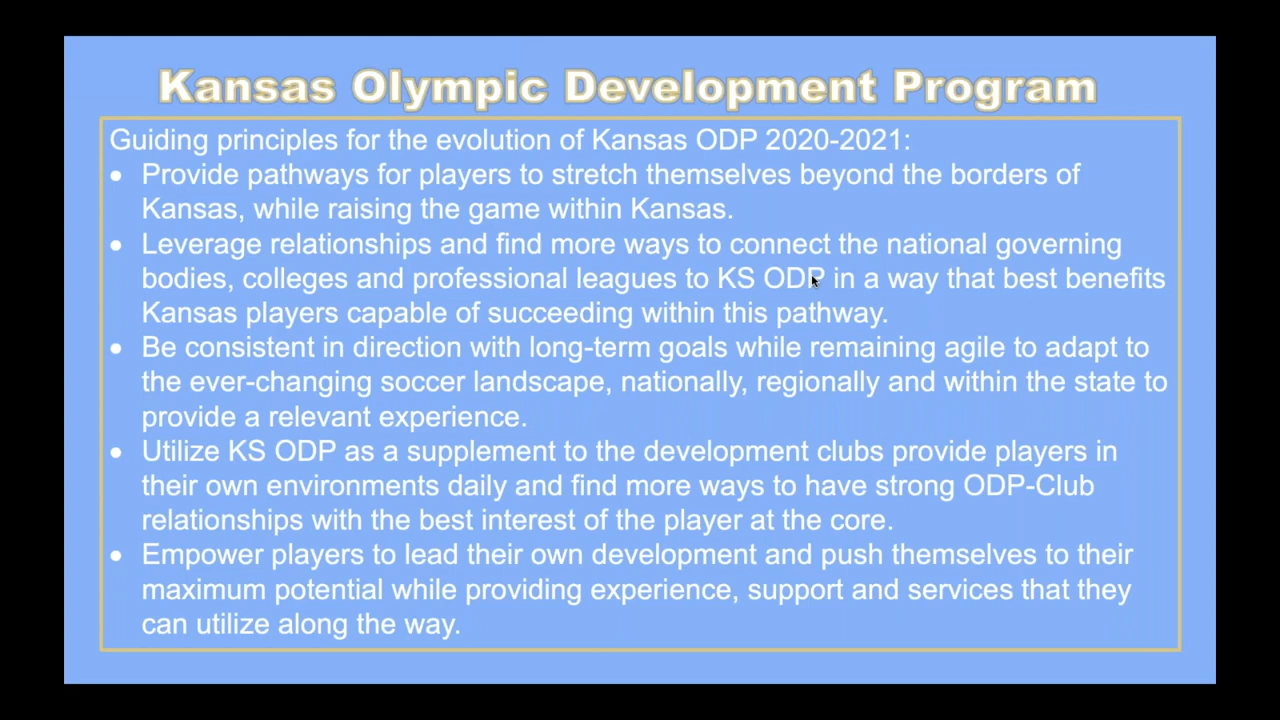 Kansas Olympic Development Program
Guiding principles for the evolution of Kansas ODP 2020-2021:
• Provide pathways for players to stretch themselves beyond the borders of
Kansas, while raising the game within Kansas.
• Leverage relationships and find more ways to connect the national governing
bodies, colleges and professional leagues to KS ODP in a way that best benefits
Kansas players capable of succeeding within this pathway.
• Be consistent in direction with long-term goals while remaining agile to adapt to
the ever-changing soccer landscape, nationally, regionally and within the state to
provide a relevant experience.
• Utilize KS ODP as a supplement to the development clubs provide players in
their own environments daily and find more ways to have strong ODP-Club
relationships with the best interest of the player at the core.
• Empower players to lead their own development and push themselves to their
maximum potential while providing experience, support and services that they
can utilize along the way.